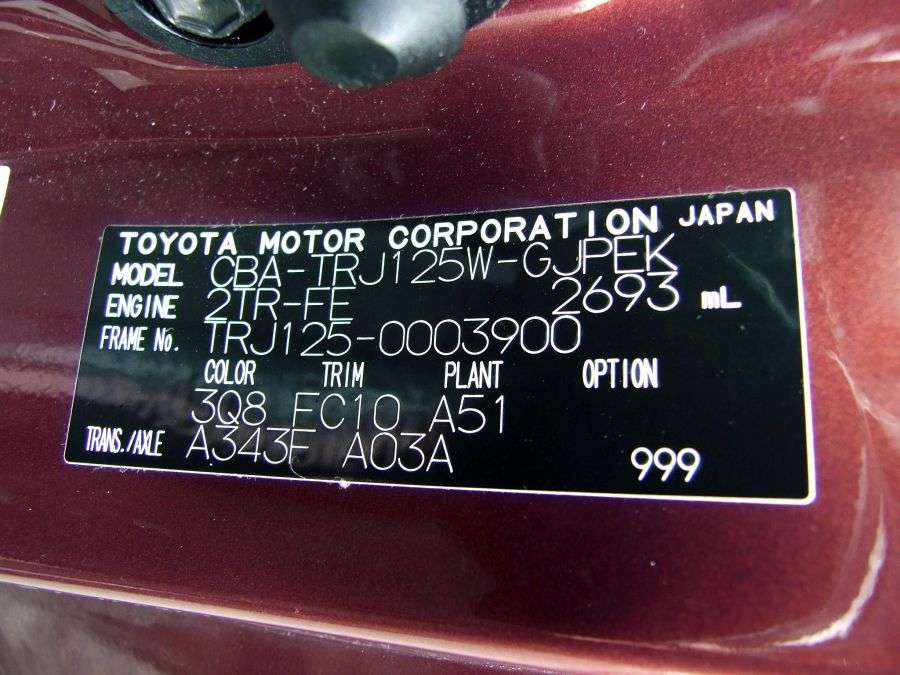 TOYOTA MOTOR CORPORATION JAPAN
MODEL CBA-TRJ125W-GJPEK
ENGINE 2TR-FE 2693 mL
FRAME No. TRJ125-0003900
COLOR TRIM PLANT OPTION
3Q8 FC10 A51
TRANS./AXLE A343F A03A 999